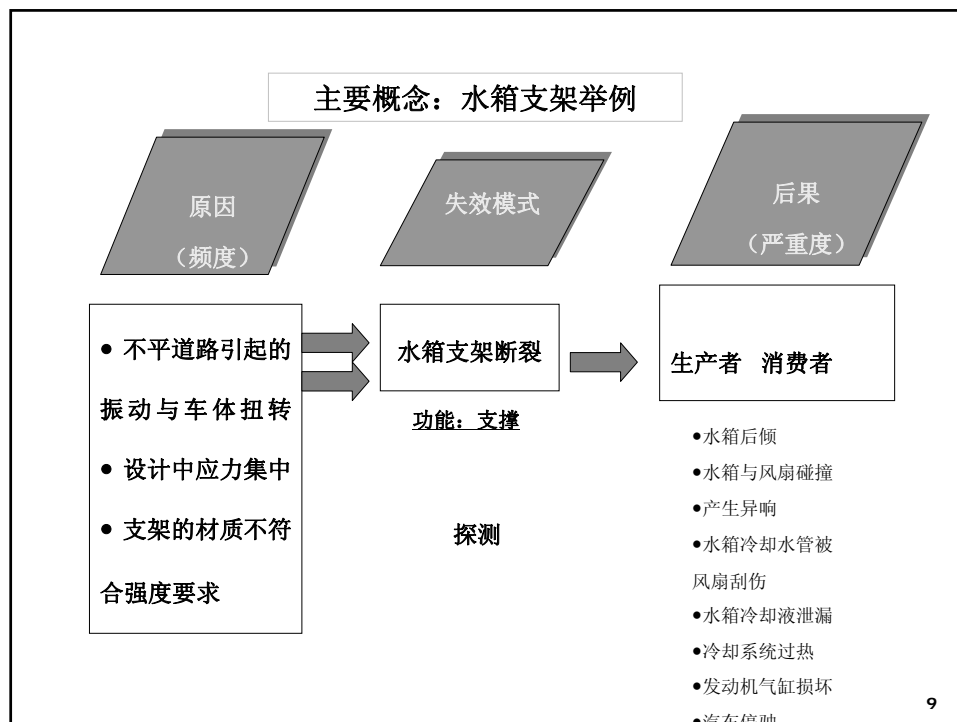 主要概念：水箱支架举例
原因
（频度）
失效模式
后果
（严重度）
● 不平道路引起的
振动与车体扭转
● 设计中应力集中
● 支架的材质不符
合强度要求
水箱支架断裂
功能：支撑
探测
生产者 消费者
●水箱后倾
●水箱与风扇碰撞
●产生异响
●水箱冷却水管被
风扇刮伤
●水箱冷却液泄漏
●冷却系统过热
●发动机气缸损坏
9